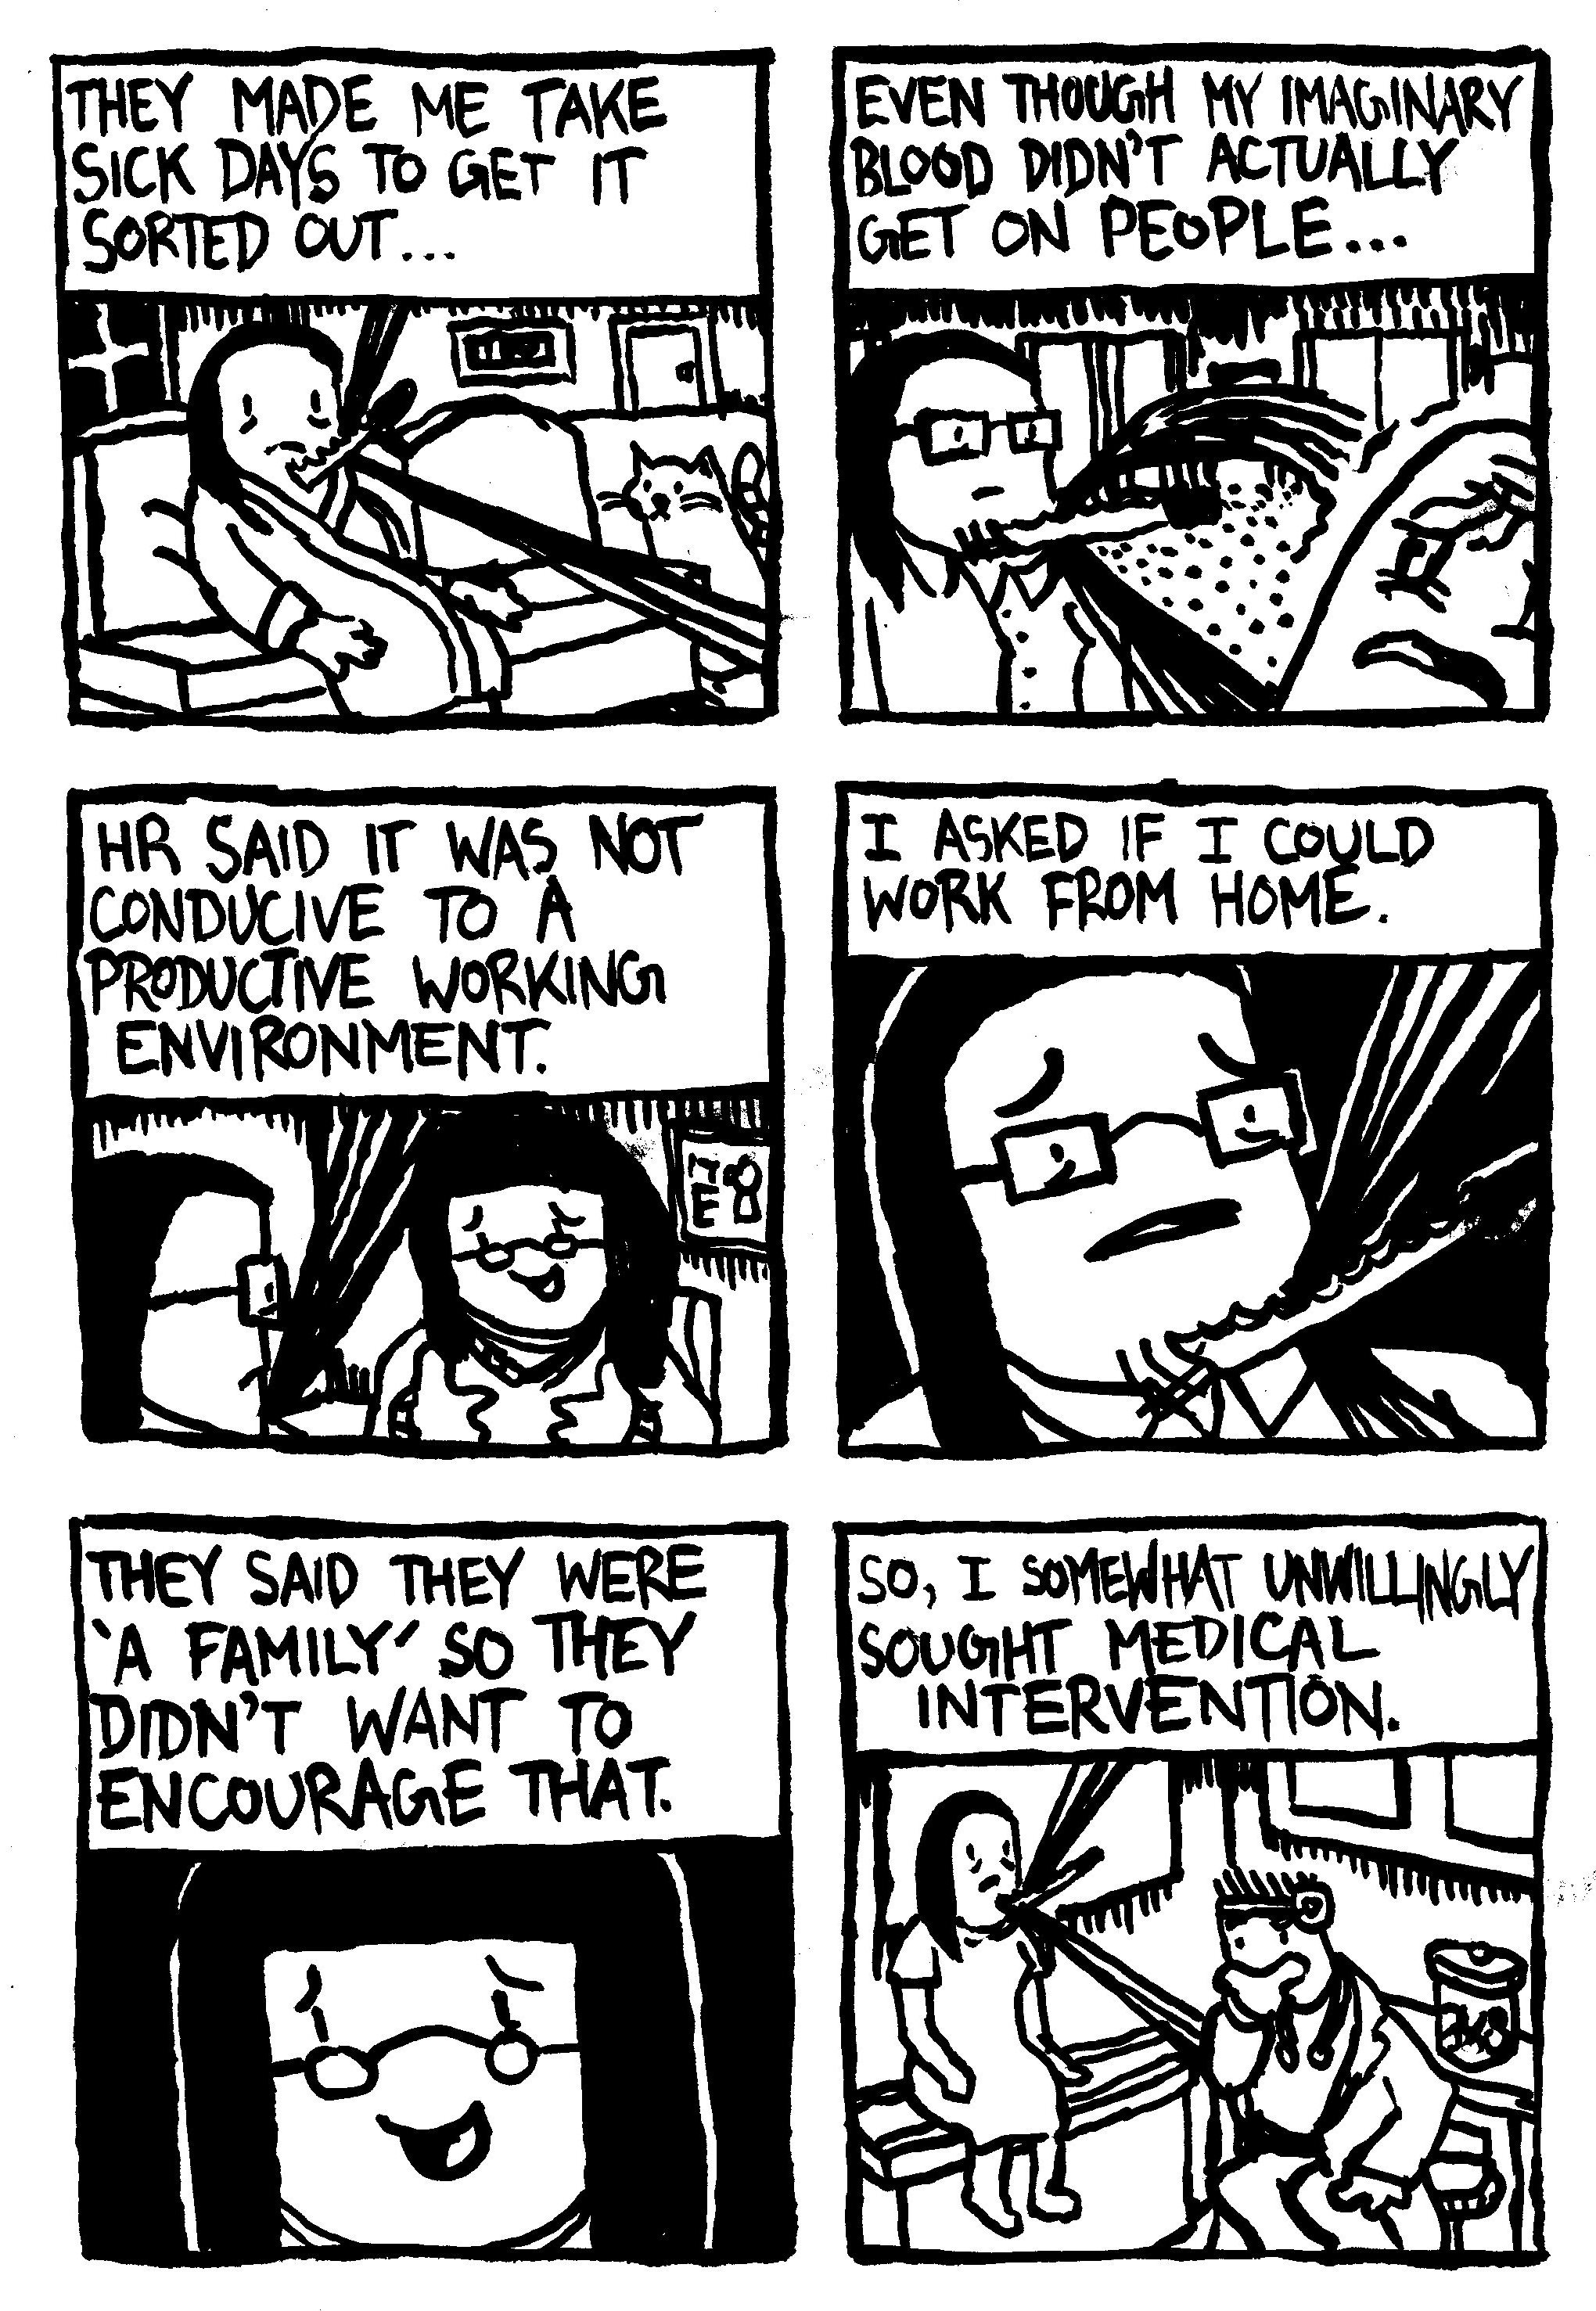 THEY MADE ME TAKE
SICK DAYS TO GET IT
SORTED OUT...
EVEN THOUGH MY IMAGINARY
BLOOD DIDN'T ACTUALLY
GET ON PEOPLE...
HR SAID IT WAS NOT
CONDUCIVE TO A
PRODUCTIVE WORKING
ENVIRONMENT.
I ASKED IF I COULD
WORK FROM HOME.
THEY SAID THEY WERE
'A FAMILY' SO THEY
DIDN'T WANT TO
ENCOURAGE THAT.
SO, I SOMEWHAT UNWILLINGLY
SOUGHT MEDICAL
INTERVENTION.